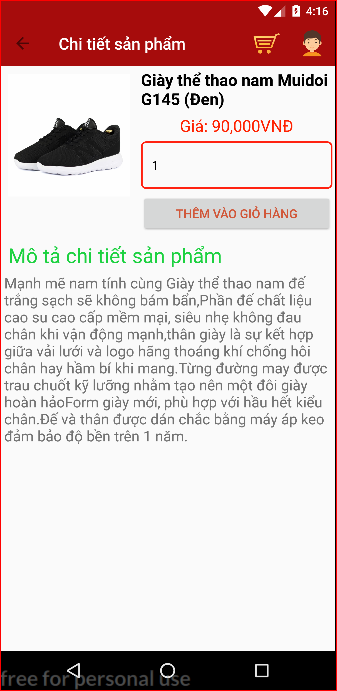 4:16
Chi tiết sản phẩm
Giày thể thao nam Muidoi
G145 (Đen)
Giá: 90,000VNĐ
1
THÊM VÀO GIỎ HÀNG
Mô tả chi tiết sản phẩm
Mạnh mẽ nam tính cùng Giày thể thao nam đế
trắng sạch sẽ không bám bẩn,Phần đế chất liệu
cao su cao cấp mềm mại, siêu nhẹ không đau
chân khi vận động mạnh,thân giày là sự kết hợp
giữa vải lưới và logo hãng thoáng khí chống hôi
chân hay hầm bí khi mang.Từng đường may được
trau chuốt kỹ lưỡng nhằm tạo nên một đôi giày
hoàn hảoForm giày mới, phù hợp với hầu hết kiểu
chân.Đế và thân được dán chắc bằng máy áp keo
đảm bảo độ bền trên 1 năm.
free for personal use